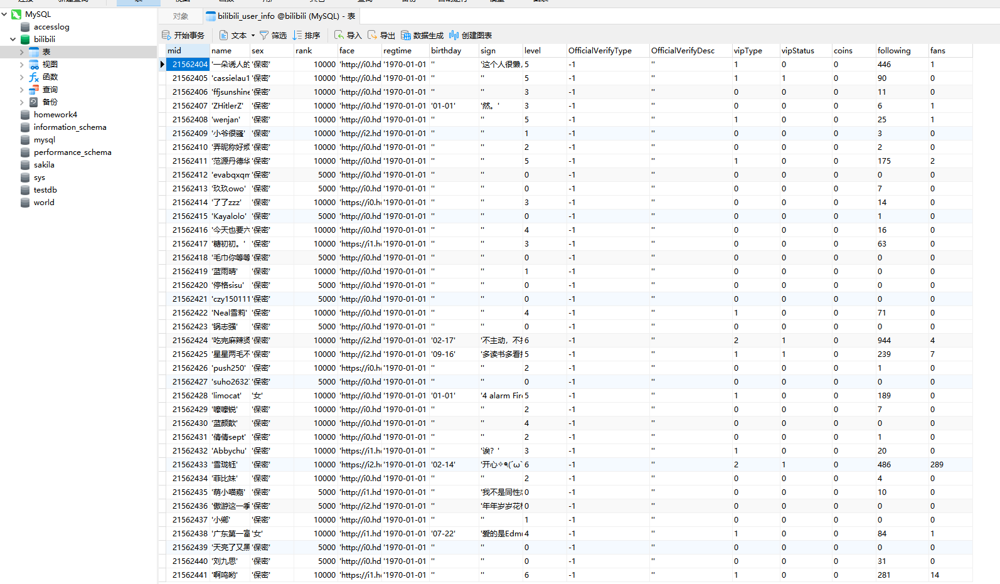 对象 bilibili_user_info @bilibili (MySQL) - 表
开始事务 文本 筛选 排序 导入 导出 数据生成 创建图表
MySQL
accesslog
bilibili
表
视图
函数
查询
备份
homework4
information_schema
mysql
performance_schema
sakila
sys
testdb
world
mid name sex rank face regtime birthday sign level OfficialVerifyType OfficialVerifyDesc vipType vipStatus coins following fans
21562404 '一朵诱人的 '保密' 10000 'http://i0.hd '1970-01-01 '' '这个人很懒, 5 -1 '' 1 0 0 446 1
21562405 'cassielau1 '保密' 10000 'http://i0.hd '1970-01-01 '' '' 5 -1 '' 1 1 0 90 0
21562406 'ffjsunshine '保密' 10000 'http://i0.hd '1970-01-01 '' '' 3 -1 '' 0 0 0 11 0
21562407 'ZHitlerZ' '保密' 10000 'http://i0.hd '1970-01-01 '01-01' '然。' 3 -1 '' 0 0 0 6 1
21562408 'wenjan' '保密' 10000 'http://i0.hd '1970-01-01 '' '' 5 -1 '' 1 0 0 25 1
21562409 '小爷很骚' '保密' 10000 'http://i2.hd '1970-01-01 '' '' 1 -1 '' 0 0 0 3 0
21562410 '弄昵称好烦 '保密' 10000 'http://i0.hd '1970-01-01 '' '' 2 -1 '' 0 0 0 2 0
21562411 '范源丹德华 '保密' 10000 'http://i0.hd '1970-01-01 '' '' 5 -1 '' 1 0 0 175 2
21562412 'evabqxqm '保密' 5000 'http://i0.hd '1970-01-01 '' '' 0 -1 '' 0 0 0 0 0
21562413 '玖玖owo' '保密' 5000 'http://i0.hd '1970-01-01 '' '' 0 -1 '' 0 0 0 7 0
21562414 '了了zzz' '保密' 10000 'https://i0.h '1970-01-01 '' '' 3 -1 '' 0 0 0 14 0
21562415 'Kayalolo' '保密' 5000 'http://i0.hd '1970-01-01 '' '' 0 -1 '' 0 0 0 1 0
21562416 '今天也要六 '保密' 10000 'http://i0.hd '1970-01-01 '' '' 4 -1 '' 0 0 0 16 0
21562417 '糖初初。' '保密' 10000 'https://i1.h '1970-01-01 '' '' 3 -1 '' 0 0 0 63 0
21562418 '毛巾你等等 '保密' 5000 'http://i0.hd '1970-01-01 '' '' 0 -1 '' 0 0 0 0 0
21562419 '蓝雨晴' '保密' 10000 'http://i0.hd '1970-01-01 '' '' 1 -1 '' 0 0 0 0 0
21562420 '停格sisu' '保密' 5000 'http://i0.hd '1970-01-01 '' '' 0 -1 '' 0 0 0 0 0
21562421 'czy150111 '保密' 5000 'http://i0.hd '1970-01-01 '' '' 0 -1 '' 0 0 0 0 0
21562422 'Neal雪莉' '保密' 10000 'http://i0.hd '1970-01-01 '' '' 4 -1 '' 1 0 0 71 0
21562423 '锅志强' '保密' 5000 'http://i0.hd '1970-01-01 '' '' 0 -1 '' 0 0 0 0 0
21562424 '吃完麻辣烫 '保密' 10000 'http://i2.hd '1970-01-01 '02-17' '不主动，不 6 -1 '' 2 1 0 944 4
21562425 '星星两毛不 '保密' 10000 'http://i2.hd '1970-01-01 '09-16' '多读书多看 5 -1 '' 1 1 0 239 7
21562426 'push250' '保密' 10000 'https://i0.h '1970-01-01 '' '' 2 -1 '' 0 0 0 1 0
21562427 'suho2632 '保密' 5000 'http://i0.hd '1970-01-01 '' '' 0 -1 '' 0 0 0 0 0
21562428 'limocat' '女' 10000 'http://i0.hd '1970-01-01 '01-01' '4 alarm Fir 5 -1 '' 1 0 0 189 0
21562429 '嚒嚒锐' '保密' 10000 'http://i0.hd '1970-01-01 '' '' 2 -1 '' 0 0 0 7 0
21562430 '蓝颜歆' '保密' 10000 'http://i0.hd '1970-01-01 '' '' 4 -1 '' 0 0 0 0 0
21562431 '倩倩sept' '保密' 10000 'http://i0.hd '1970-01-01 '' '' 2 -1 '' 0 0 0 1 0
21562432 'Abbychu' '保密' 10000 'https://i1.h '1970-01-01 '' '诶？' 3 -1 '' 1 0 0 20 0
21562433 '雪珑钰' '保密' 10000 'https://i2.h '1970-01-01 '02-14' '开心✧٩(ˊωˋ 6 -1 '' 2 1 0 486 289
21562434 '菲比妹' '保密' 10000 'http://i0.hd '1970-01-01 '' '' 2 -1 '' 0 0 0 4 0
21562435 '萌小喵嘉' '保密' 5000 'http://i1.hd '1970-01-01 '' '我不是同性 0 -1 '' 0 0 0 10 0
21562436 '傲游这一季 '保密' 5000 'http://i2.hd '1970-01-01 '' '年年岁岁花 0 -1 '' 0 0 0 0 0
21562437 '小鄉' '保密' 10000 'http://i0.hd '1970-01-01 '' '' 1 -1 '' 0 0 0 0 0
21562438 '广东第一富 '女' 10000 'http://i1.hd '1970-01-01 '07-22' '爱的是Edm 4 -1 '' 1 0 0 84 1
21562439 '天亮了又黑 '保密' 5000 'http://i0.hd '1970-01-01 '' '' 0 -1 '' 0 0 0 0 0
21562440 '刘九思' '保密' 5000 'http://i0.hd '1970-01-01 '' '' 0 -1 '' 0 0 0 31 0
21562441 '啊呜哟' '保密' 10000 'https://i1.h '1970-01-01 '' '' 6 -1 '' 1 0 0 281 14